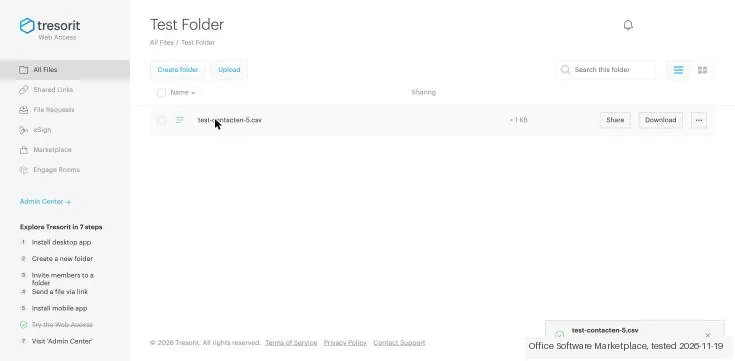 tresorit
Web Access
All Files
Shared Links
File Requests
eSign
Marketplace
Engage Rooms
Admin Center →
Explore Tresorit in 7 steps
1 Install desktop app
2 Create a new folder
3 Invite members to a
folder
4 Send a file via link
5 Install mobile app
Try the Web Access
7 Visit 'Admin Center'
Test Folder
All Files / Test Folder
Create folder
Upload
Search this folder
Name
Sharing
test-contacten-5.csv
< 1 KB
Share
Download
© 2026 Tresorit. All rights reserved. Terms of Service Privacy Policy Contact Support
test-contacten-5.csv
Office Software Marketplace, tested 2026-11-19